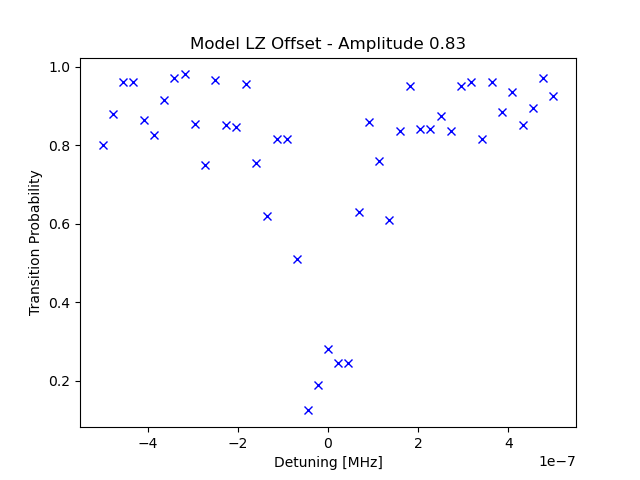 Model LZ Offset - Amplitude 0.83
1.0
0.8
0.6
0.4
0.2
Transition Probability
−4
−2
0
2
4
1e−7
Detuning [MHz]